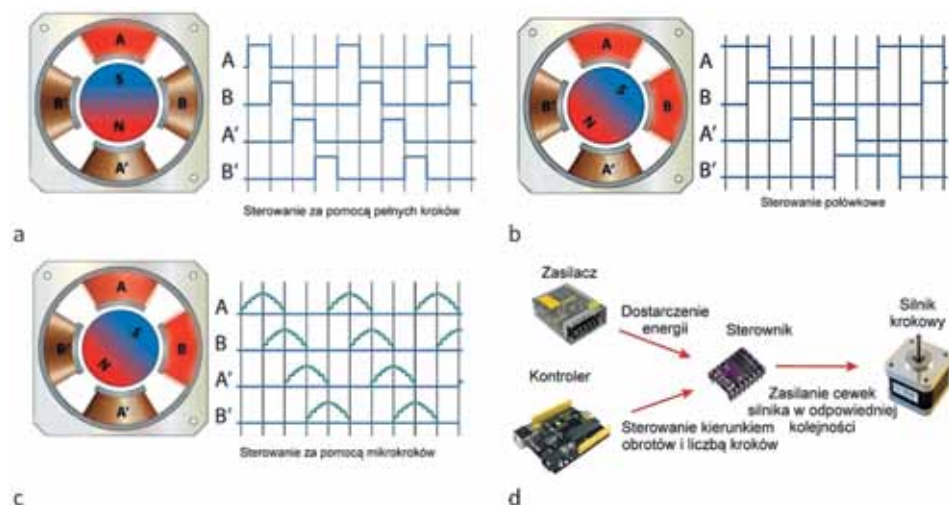 A
B'
B
S
N
A'
A
B
A'
B'
Sterowanie za pomocą pełnych kroków
a
A
B'
B
S
N
A'
A
B
A'
B'
Sterowanie połówkowe
b
A
B'
B
S
N
A'
A
B
A'
B'
Sterowanie za pomocą mikrokroków
c
Zasilacz
Dostarczenie
energii
Sterownik
Silnik
krokowy
Kontroler
Sterowanie kierunkiem
obrotów i liczbą kroków
Zasilanie cewek
silnika w odpowiedniej
kolejności
d